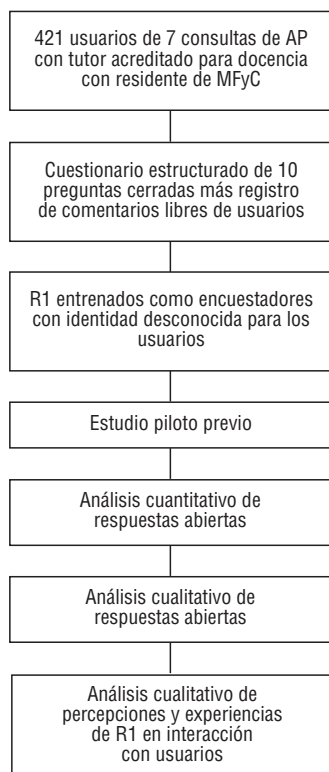 421 usuarios de 7 consultas de AP
con tutor acreditado para docencia
con residente de MFyC
Cuestionario estructurado de 10
preguntas cerradas más registro
de comentarios libres de usuarios
R1 entrenados como encuestadores
con identidad desconocida para los
usuarios
Estudio piloto previo
Análisis cuantitativo de
respuestas abiertas
Análisis cualitativo de
respuestas abiertas
Análisis cualitativo de
percepciones y experiencias
de R1 en interacción
con usuarios